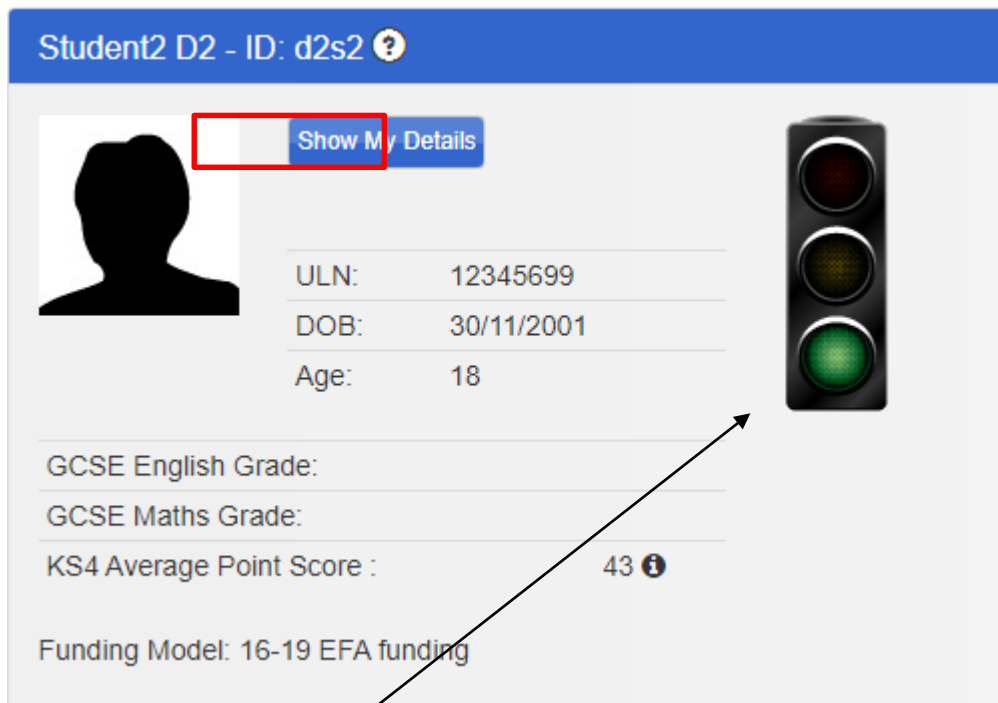 Student2 D2 - ID: d2s2 ?
Show My Details
ULN: 12345699
DOB: 30/11/2001
Age: 18
GCSE English Grade:
GCSE Maths Grade:
KS4 Average Point Score : 43 i
Funding Model: 16-19 EFA funding